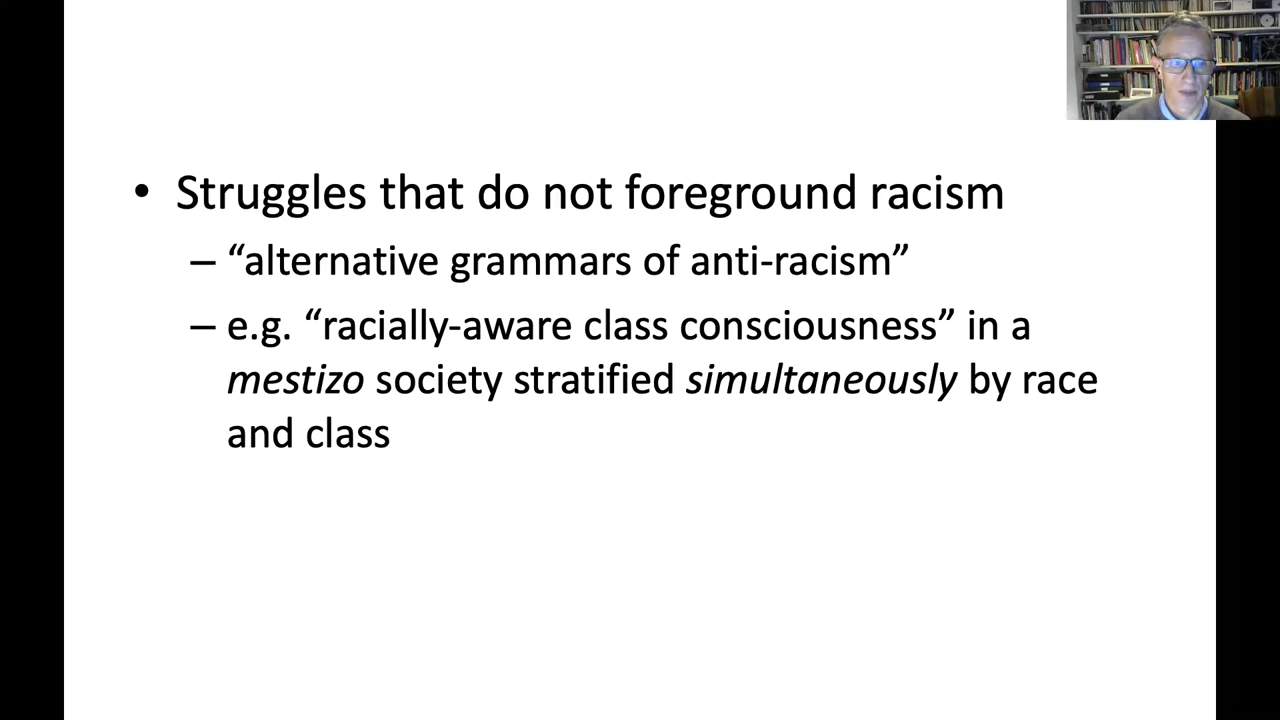 • Struggles that do not foreground racism
– “alternative grammars of anti-racism”
– e.g. “racially-aware class consciousness” in a
mestizo society stratified simultaneously by race
and class